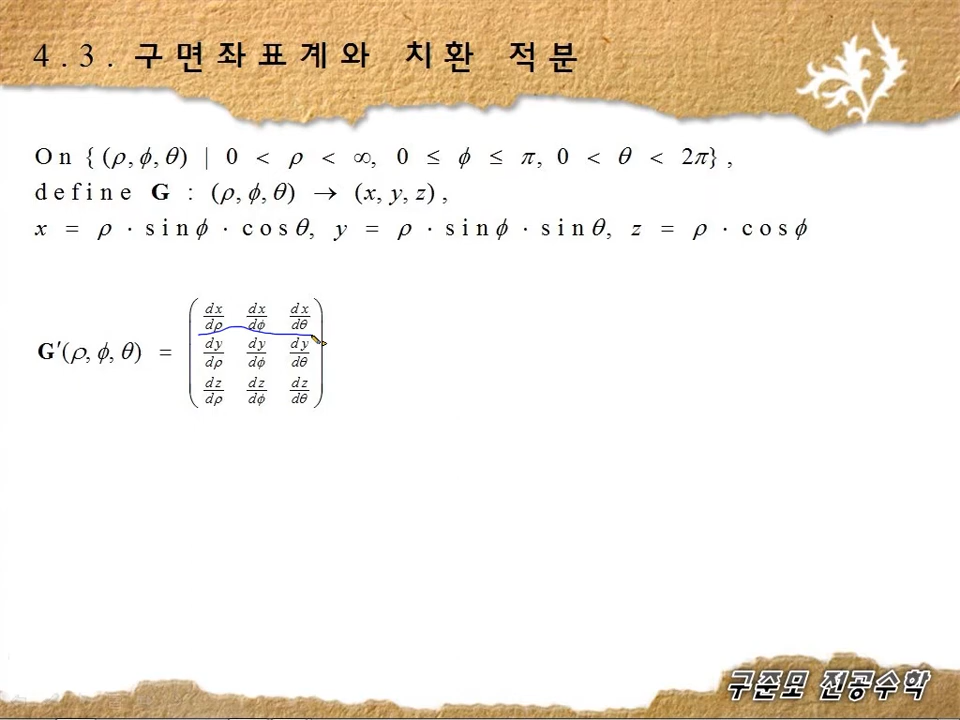 4.3. 구면좌표계와 치환 적분
On {(ρ, ϕ, θ) | 0 < ρ < ∞, 0 ≤ ϕ ≤ π, 0 < θ < 2π},
define G : (ρ, ϕ, θ) → (x, y, z),
x = ρ · sinϕ · cosθ, y = ρ · sinϕ · sinθ, z = ρ · cosϕ
G′(ρ, ϕ, θ) = ( dx/dρ dx/dϕ dx/dθ
dy/dρ dy/dϕ dy/dθ
dz/dρ dz/dϕ dz/dθ )
구준모 전공수학